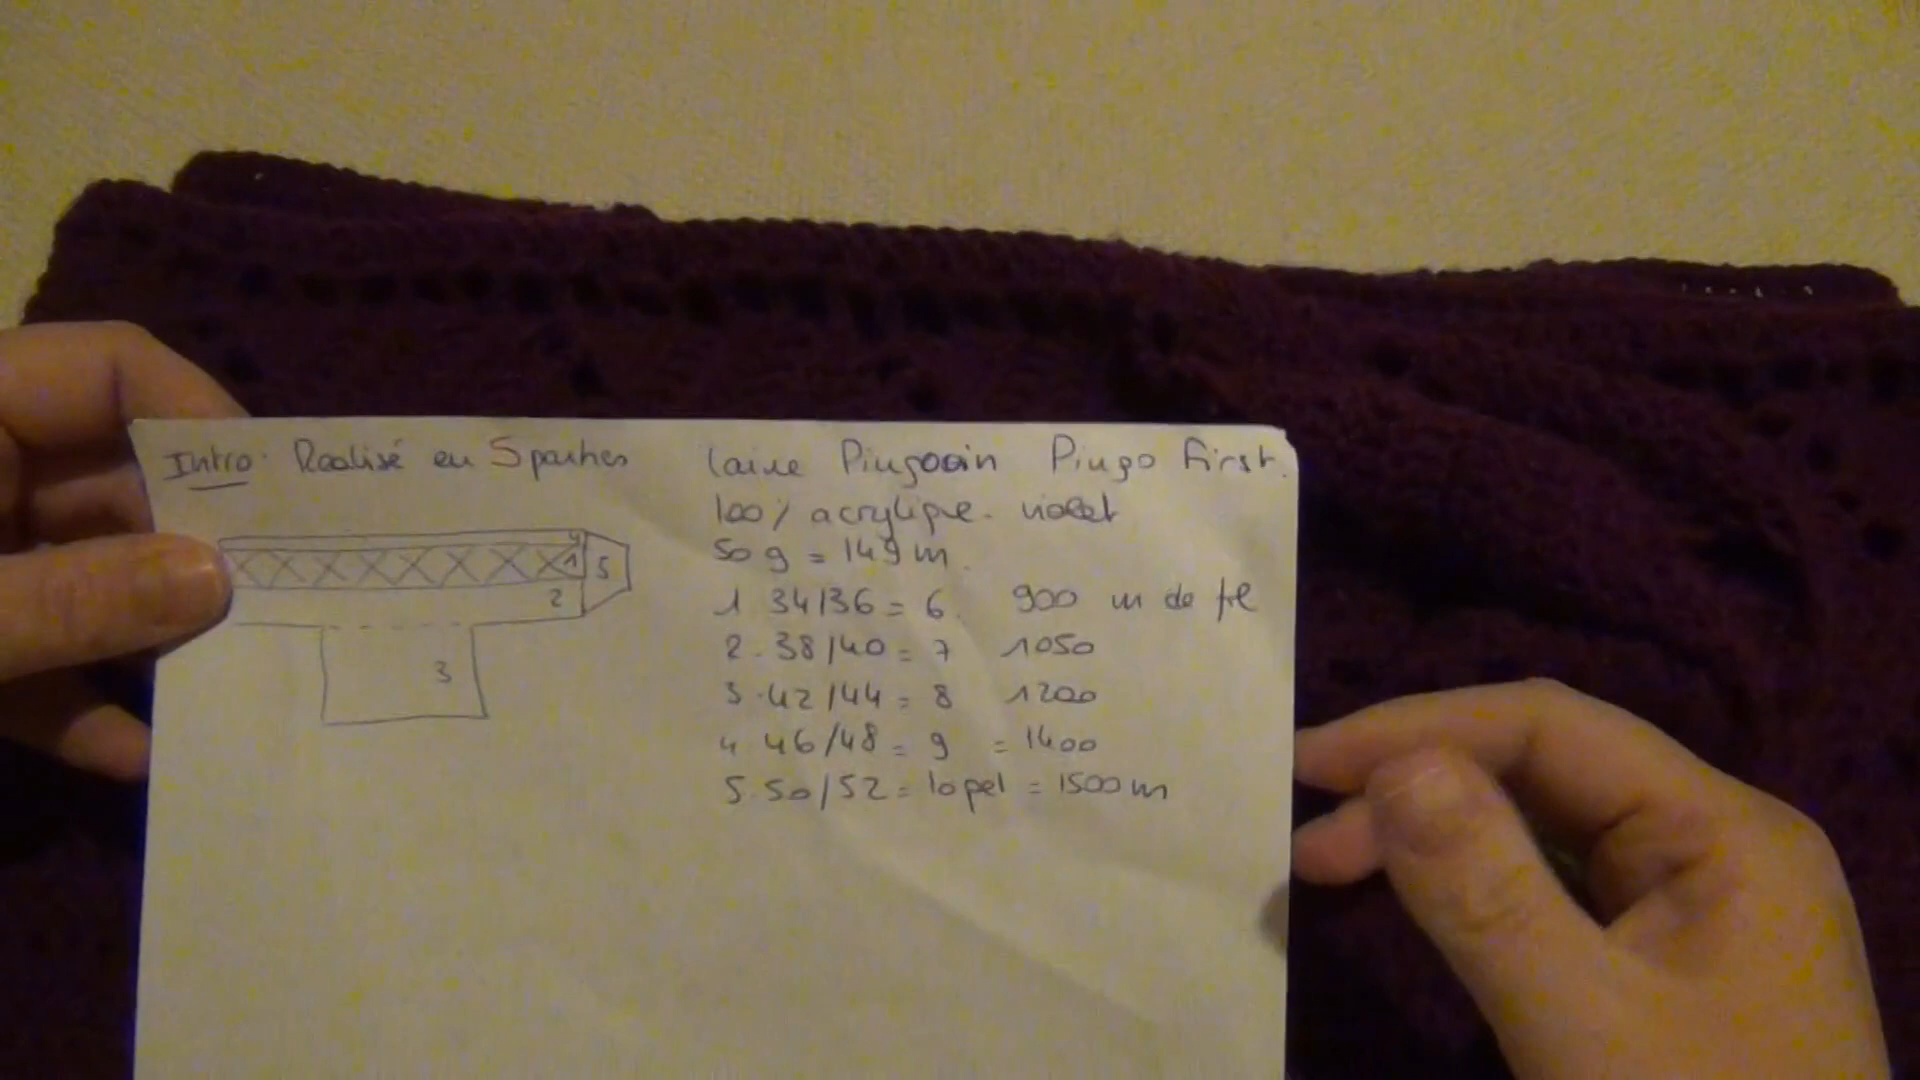 Intro: Realisé en 5 parties
4
1
5
2
3
laine Pingouin Pingo First.
100% acrylique. violet
50 g = 149 m.
1 34/36 = 6. 900 m de fil
2. 38/40 = 7 1050
3. 42/44 = 8 1200
4 46/48 = 9 = 1400
5. 50/52 = 10 pel = 1500 m